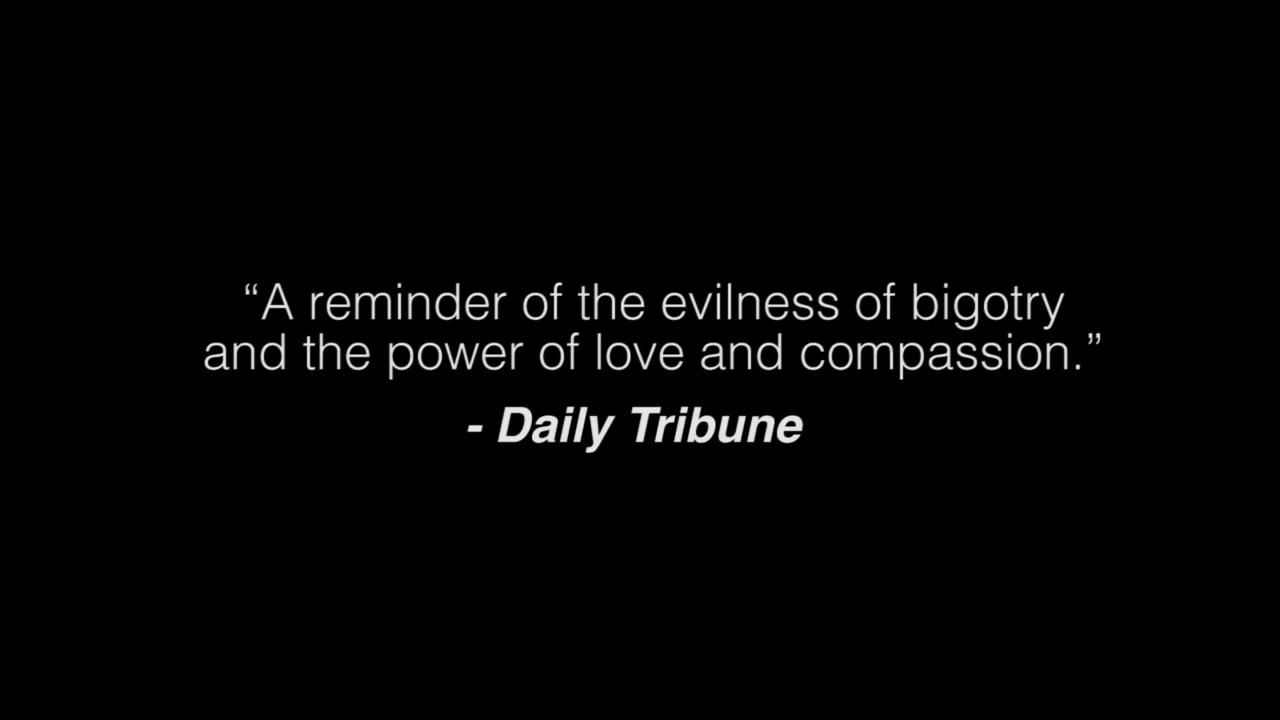 “A reminder of the evilness of bigotry
and the power of love and compassion.”
- Daily Tribune